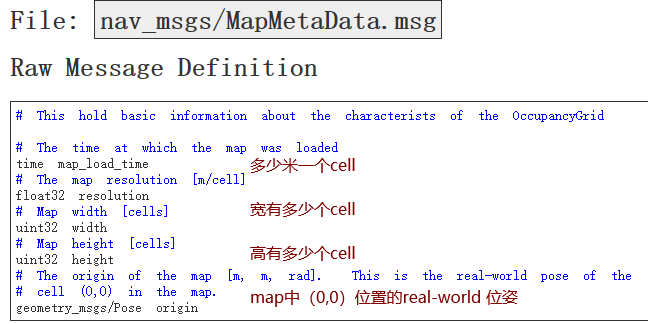 File: nav_msgs/MapMetaData.msg
Raw Message Definition
# This hold basic information about the characterists of the OccupancyGrid
# The time at which the map was loaded
time map_load_time
多少米一个cell
# The map resolution [m/cell]
float32 resolution
# Map width [cells]
宽有多少个cell
uint32 width
# Map height [cells]
高有多少个cell
uint32 height
# The origin of the map [m, m, rad]. This is the real-world pose of the
# cell (0,0) in the map.
map中（0,0）位置的real-world 位姿
geometry_msgs/Pose origin